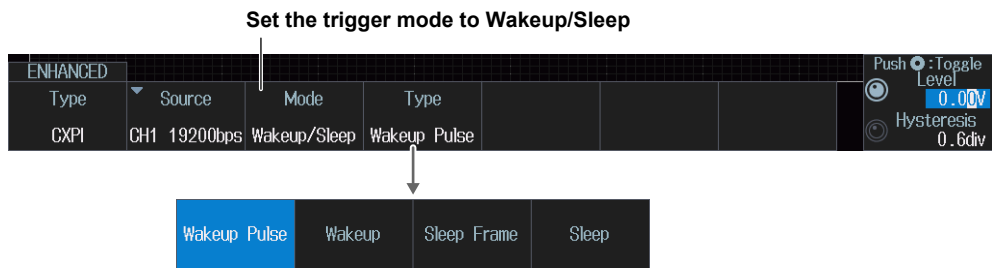 Set the trigger mode to Wakeup/Sleep
ENHANCED
Type
CXPI
Source
CH1 19200bps
Mode
Wakeup/Sleep
Type
Wakeup Pulse
Push :Toggle
Level
0.00V
Hysteresis
0.6div
Wakeup Pulse
Wakeup
Sleep Frame
Sleep